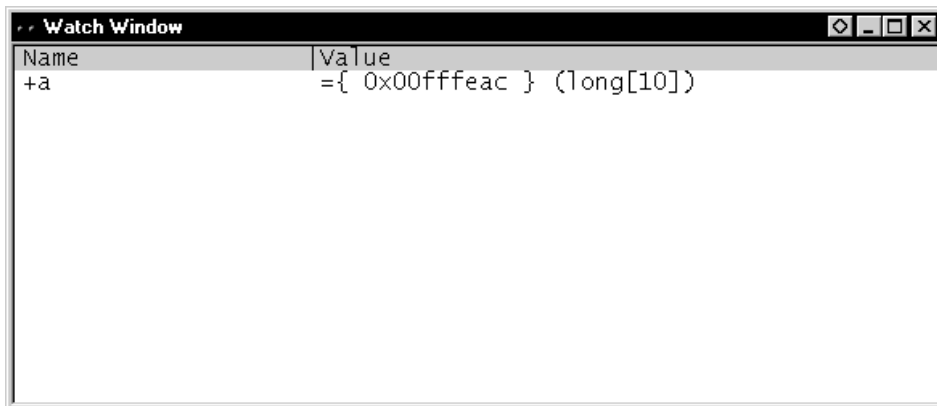 Watch Window
Name Value
+a ={ 0x00fffeac } (long[10])